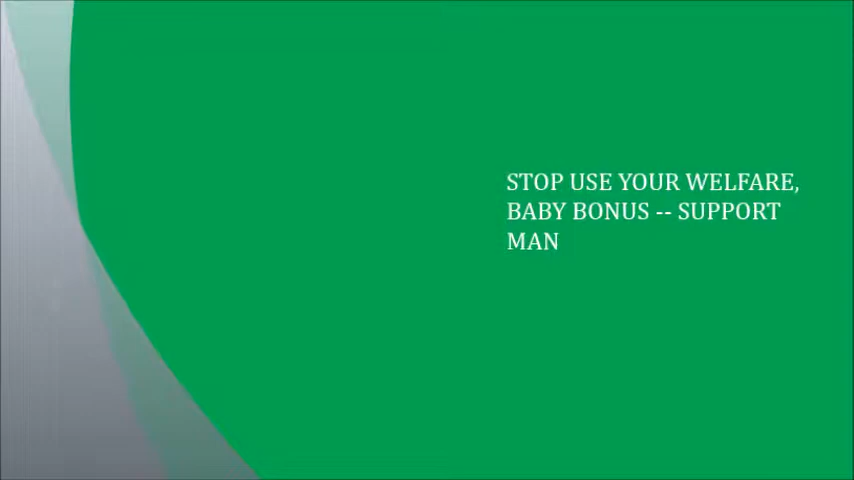 STOP USE YOUR WELFARE,
BABY BONUS -- SUPPORT
MAN